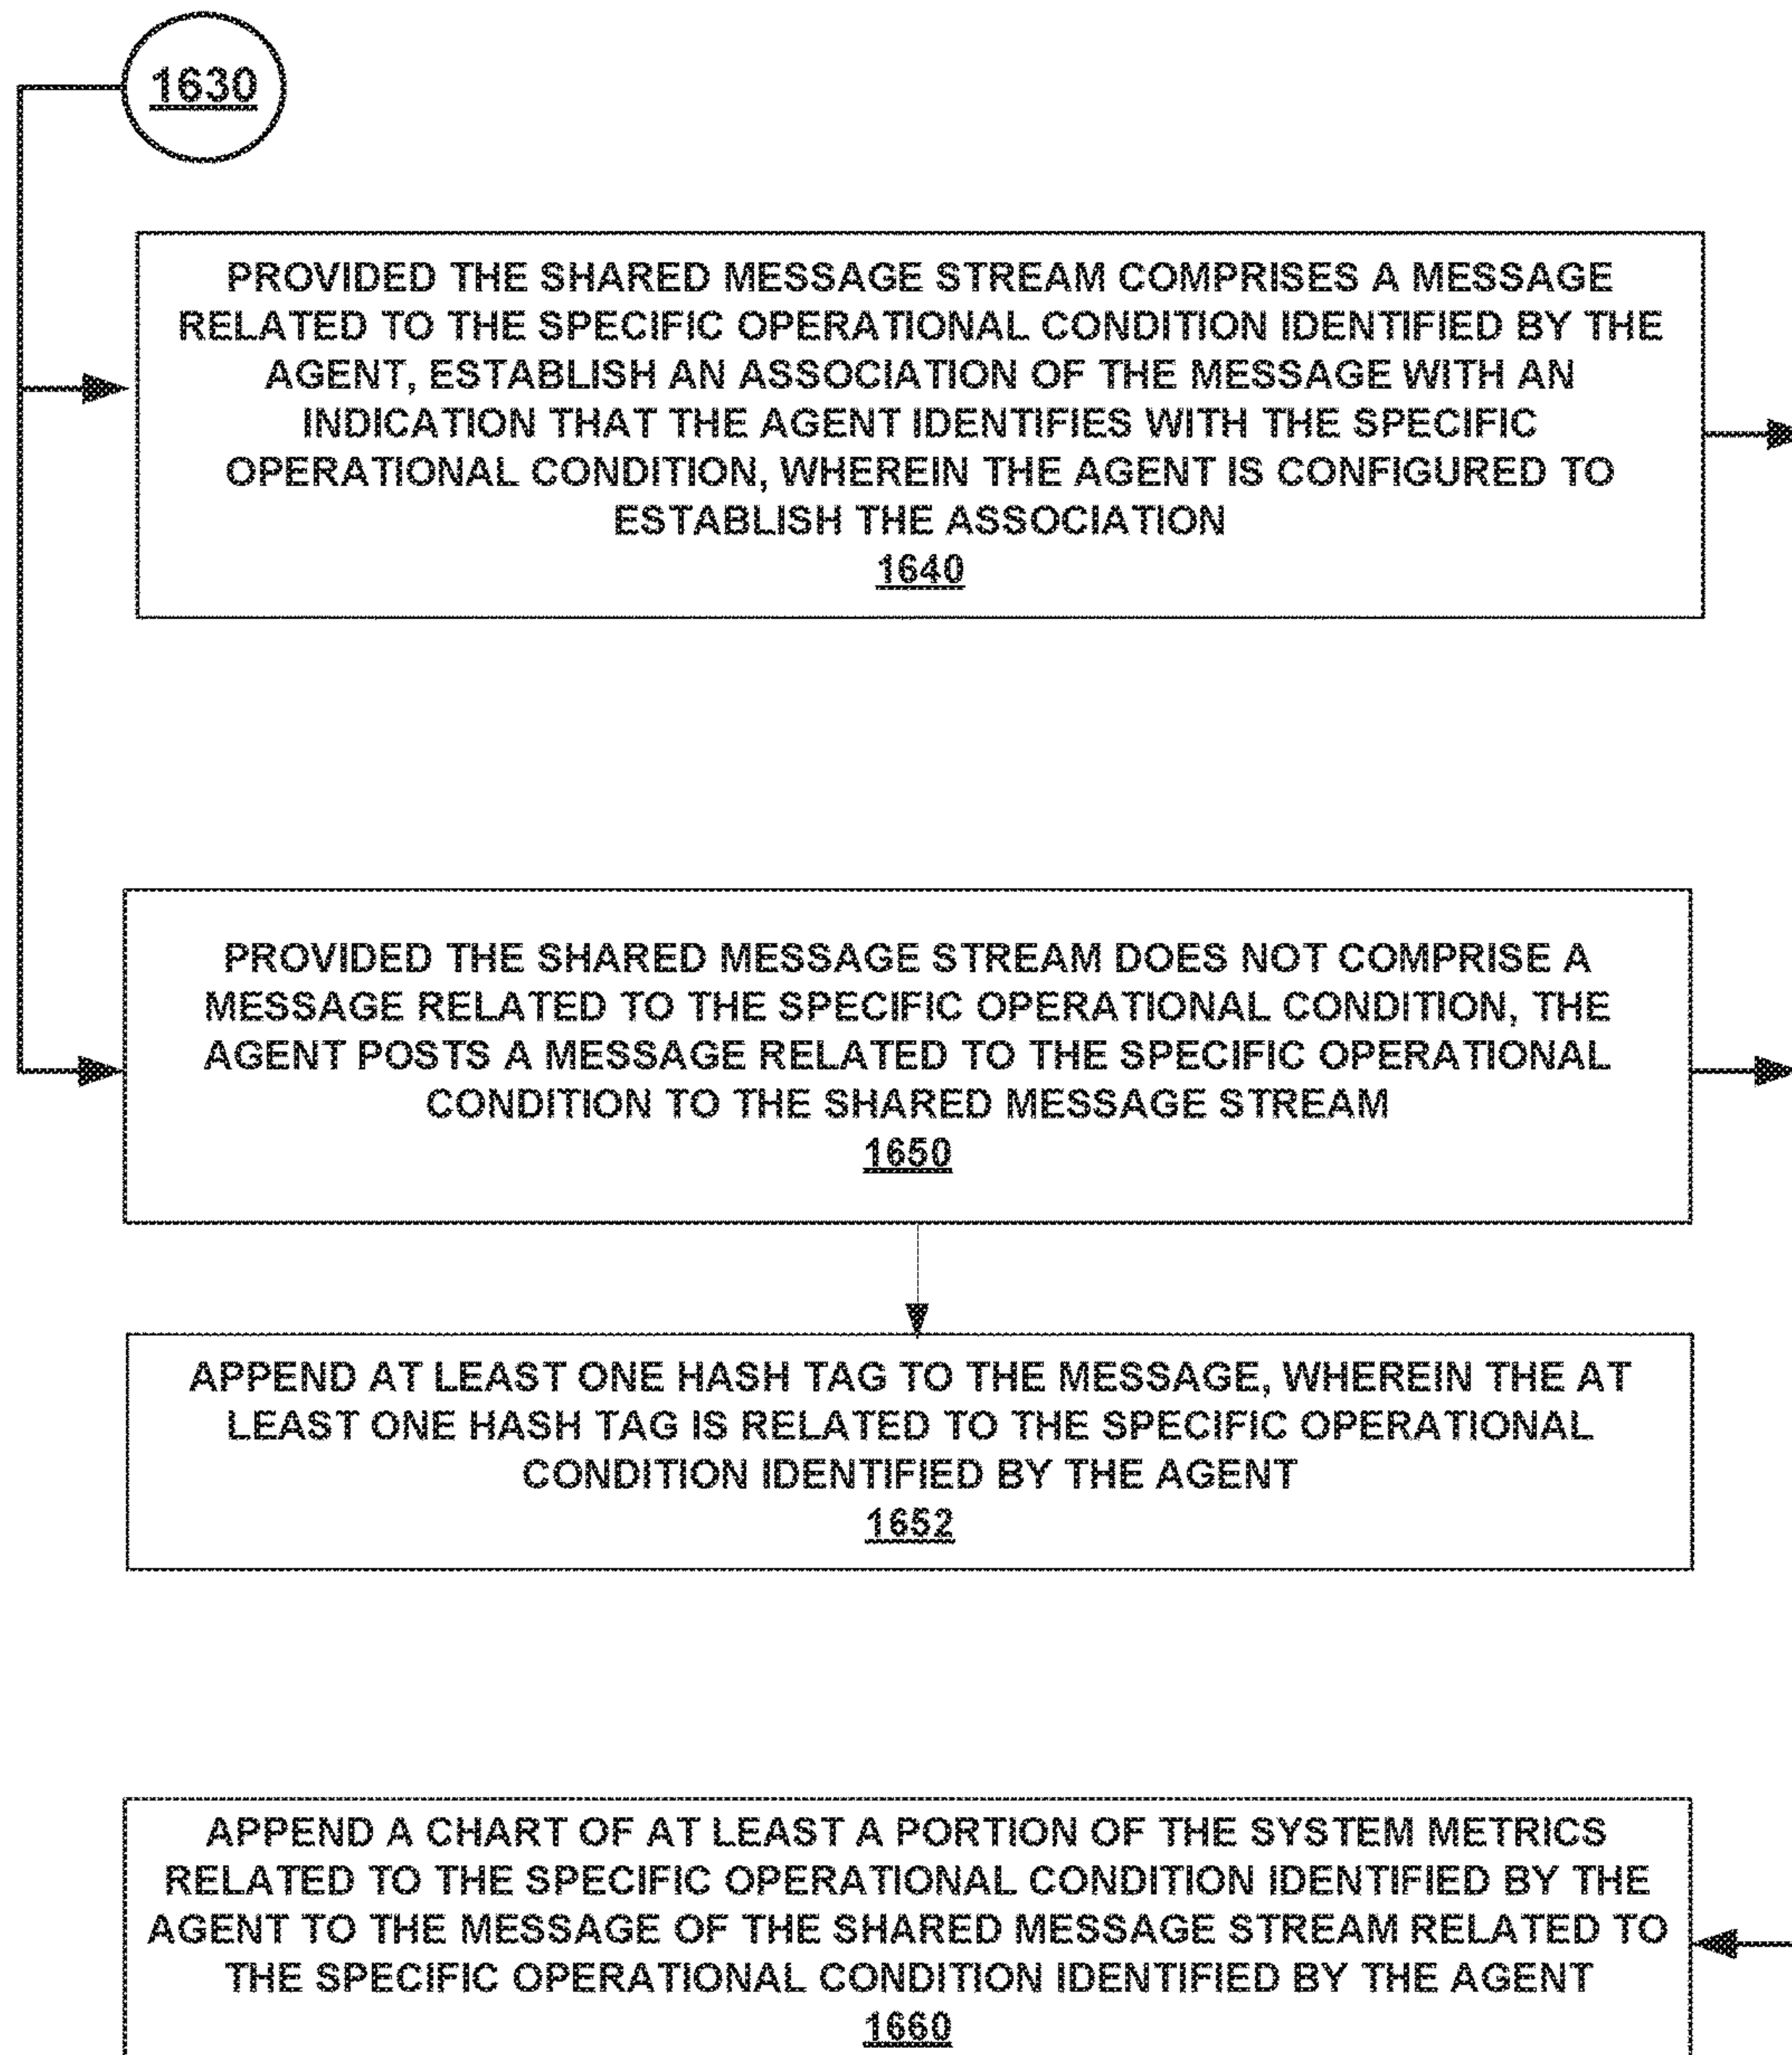 1630
PROVIDED THE SHARED MESSAGE STREAM COMPRISES A MESSAGE
RELATED TO THE SPECIFIC OPERATIONAL CONDITION IDENTIFIED BY THE
AGENT, ESTABLISH AN ASSOCIATION OF THE MESSAGE WITH AN
INDICATION THAT THE AGENT IDENTIFIES WITH THE SPECIFIC
OPERATIONAL CONDITION, WHEREIN THE AGENT IS CONFIGURED TO
ESTABLISH THE ASSOCIATION
1640
PROVIDED THE SHARED MESSAGE STREAM DOES NOT COMPRISE A
MESSAGE RELATED TO THE SPECIFIC OPERATIONAL CONDITION, THE
AGENT POSTS A MESSAGE RELATED TO THE SPECIFIC OPERATIONAL
CONDITION TO THE SHARED MESSAGE STREAM
1650
APPEND AT LEAST ONE HASH TAG TO THE MESSAGE, WHEREIN THE AT
LEAST ONE HASH TAG IS RELATED TO THE SPECIFIC OPERATIONAL
CONDITION IDENTIFIED BY THE AGENT
1652
APPEND A CHART OF AT LEAST A PORTION OF THE SYSTEM METRICS
RELATED TO THE SPECIFIC OPERATIONAL CONDITION IDENTIFIED BY THE
AGENT TO THE MESSAGE OF THE SHARED MESSAGE STREAM RELATED TO
THE SPECIFIC OPERATIONAL CONDITION IDENTIFIED BY THE AGENT
1660